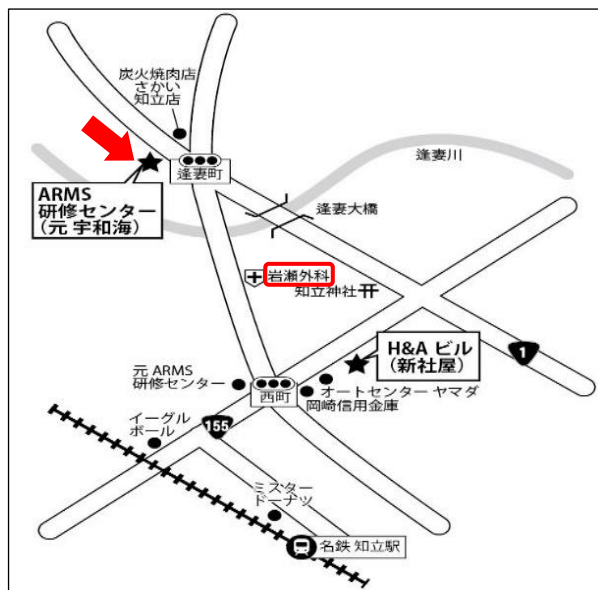 炭火焼肉店
さかい
知立店
逢妻町
逢妻川
ARMS
研修センター
(元 宇和海)
逢妻大橋
岩瀬外科
知立神社
H&A ビル
(新社屋)
1
元 ARMS
研修センター
西町
オートセンター ヤマダ
岡崎信用金庫
155
イーグル
ボール
ミスター
ドーナツ
名鉄 知立駅